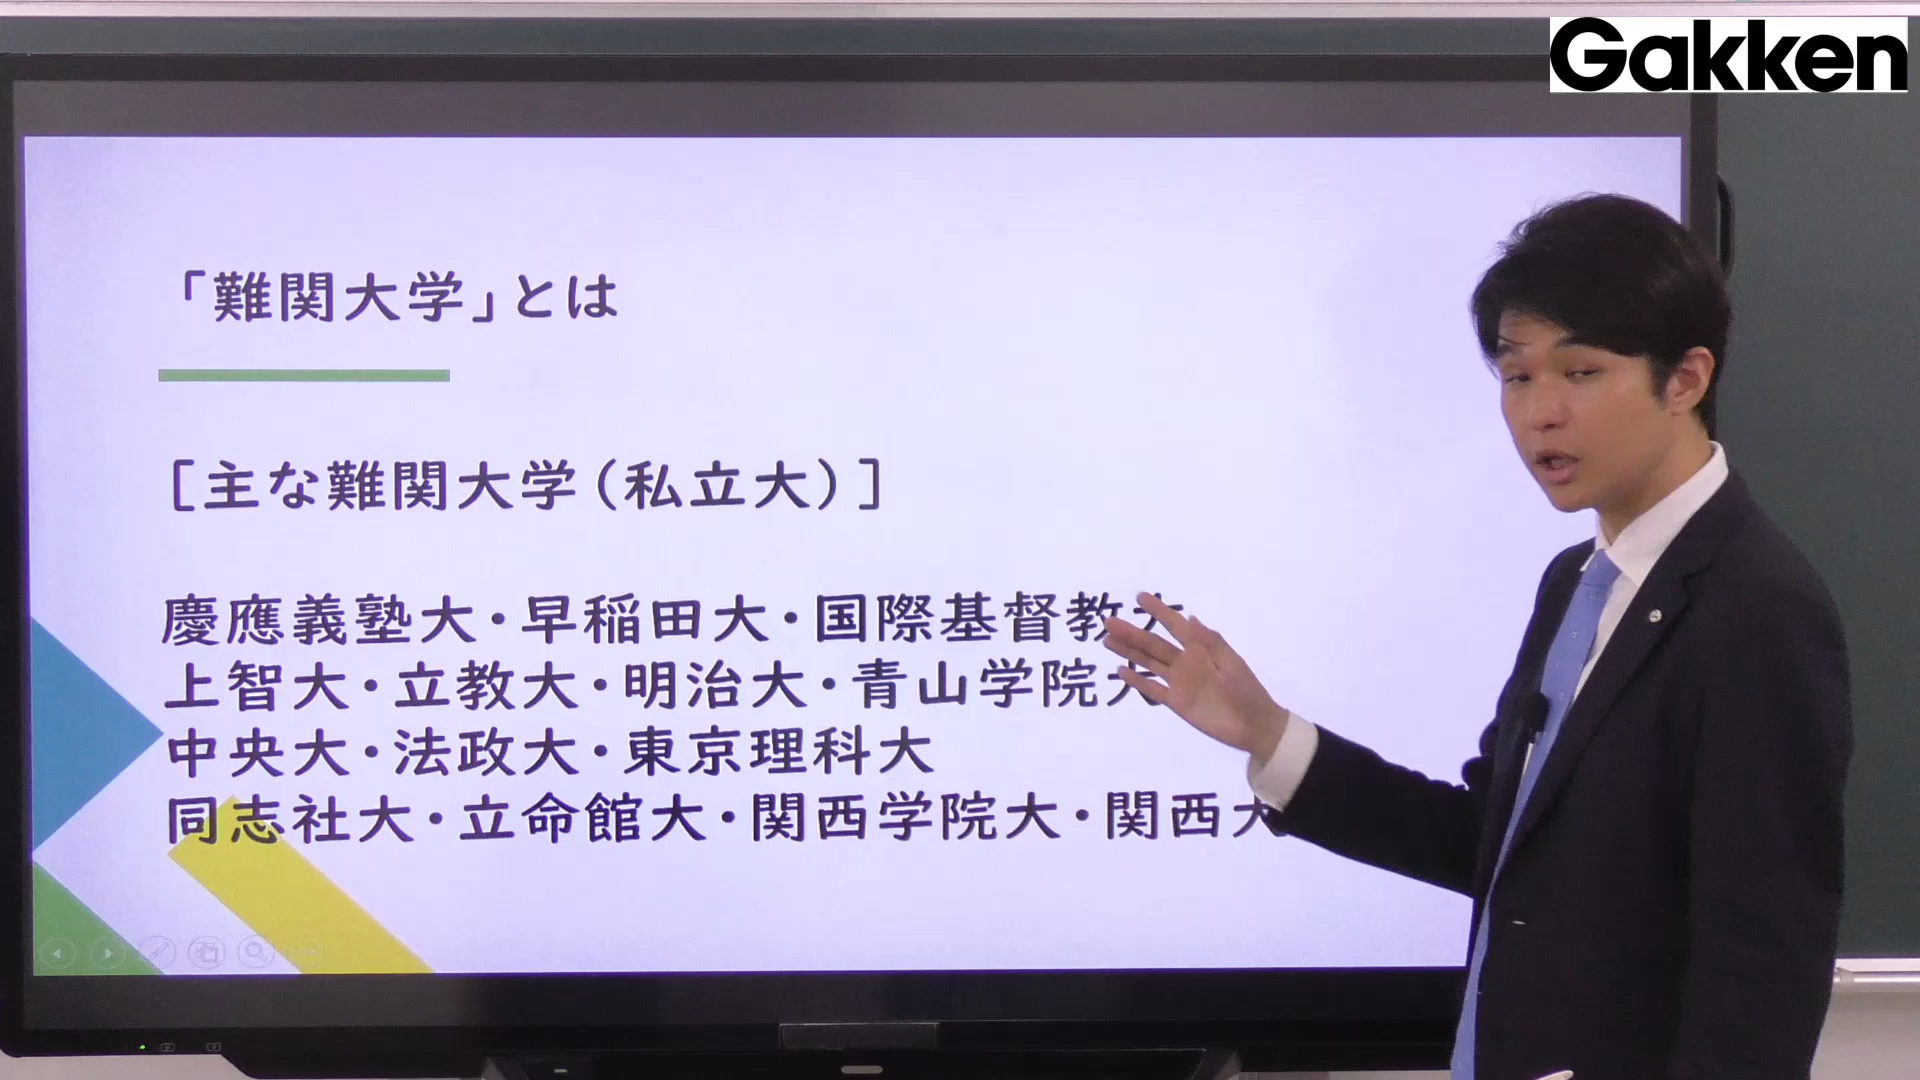 Gakken
「難関大学」とは
[主な難関大学(私立大)]
慶應義塾大・早稲田大・国際基督教大
上智大・立教大・明治大・青山学院大
中央大・法政大・東京理科大
同志社大・立命館大・関西学院大・関西大